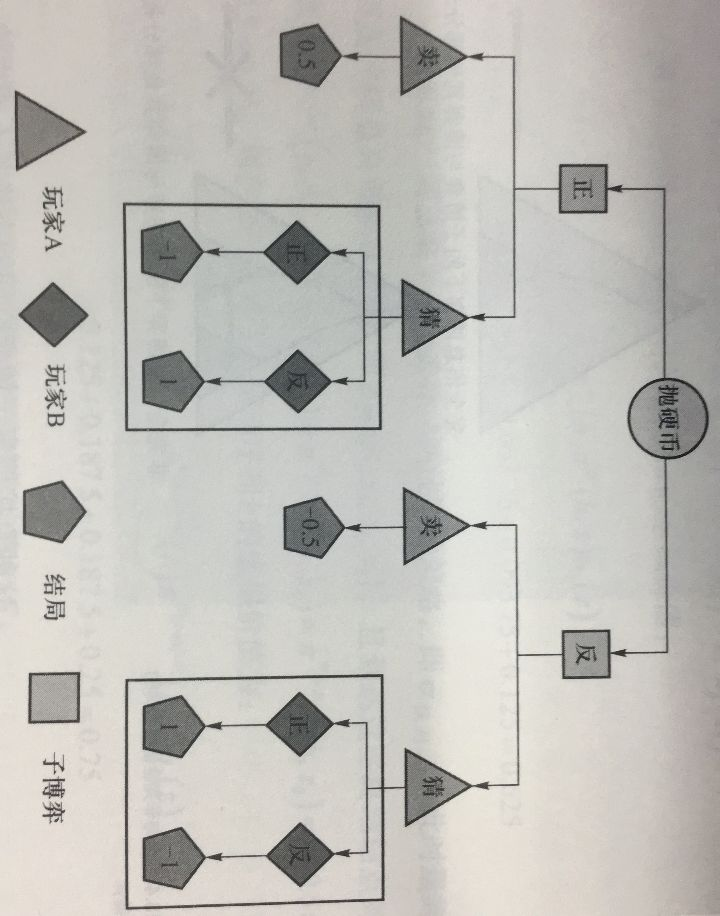 抛硬币
正 反
卖 猜 卖 猜
0.5 正 反 -0.5 正 反
-1 1 1 -1
玩家A 玩家B 结局 子博弈